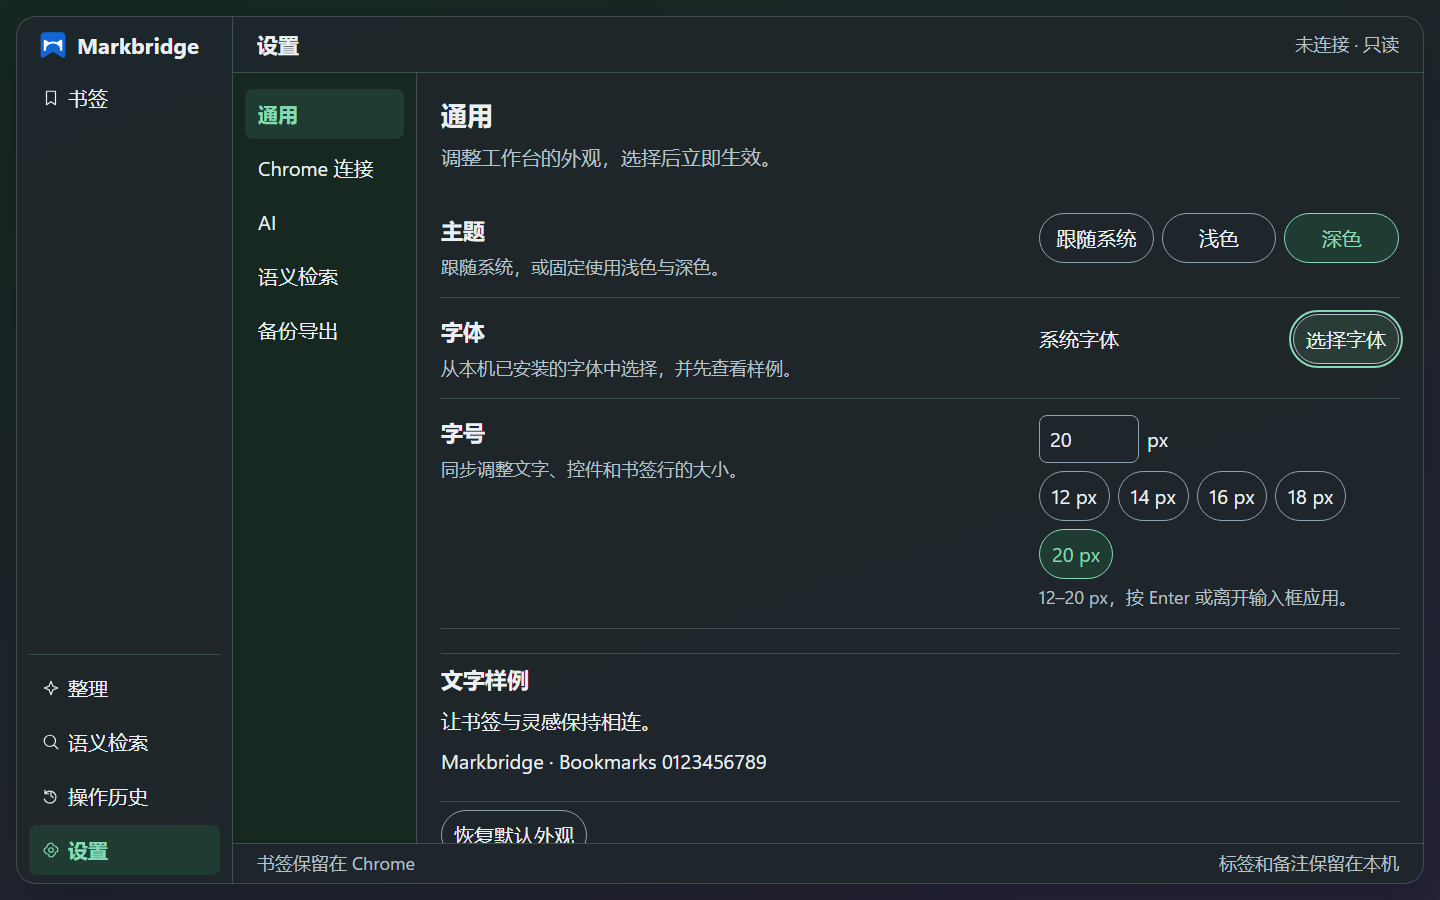 Markbridge
书签
整理
语义检索
操作历史
设置
设置
未连接 · 只读
通用
Chrome 连接
AI
语义检索
备份导出
通用
调整工作台的外观，选择后立即生效。
主题
跟随系统，或固定使用浅色与深色。
跟随系统
浅色
深色
字体
从本机已安装的字体中选择，并先查看样例。
系统字体
选择字体
字号
同步调整文字、控件和书签行的大小。
20 px
12 px
14 px
16 px
18 px
20 px
12–20 px，按 Enter 或离开输入框应用。
文字样例
让书签与灵感保持相连。
Markbridge · Bookmarks 0123456789
恢复默认外观
书签保留在 Chrome
标签和备注保留在本机